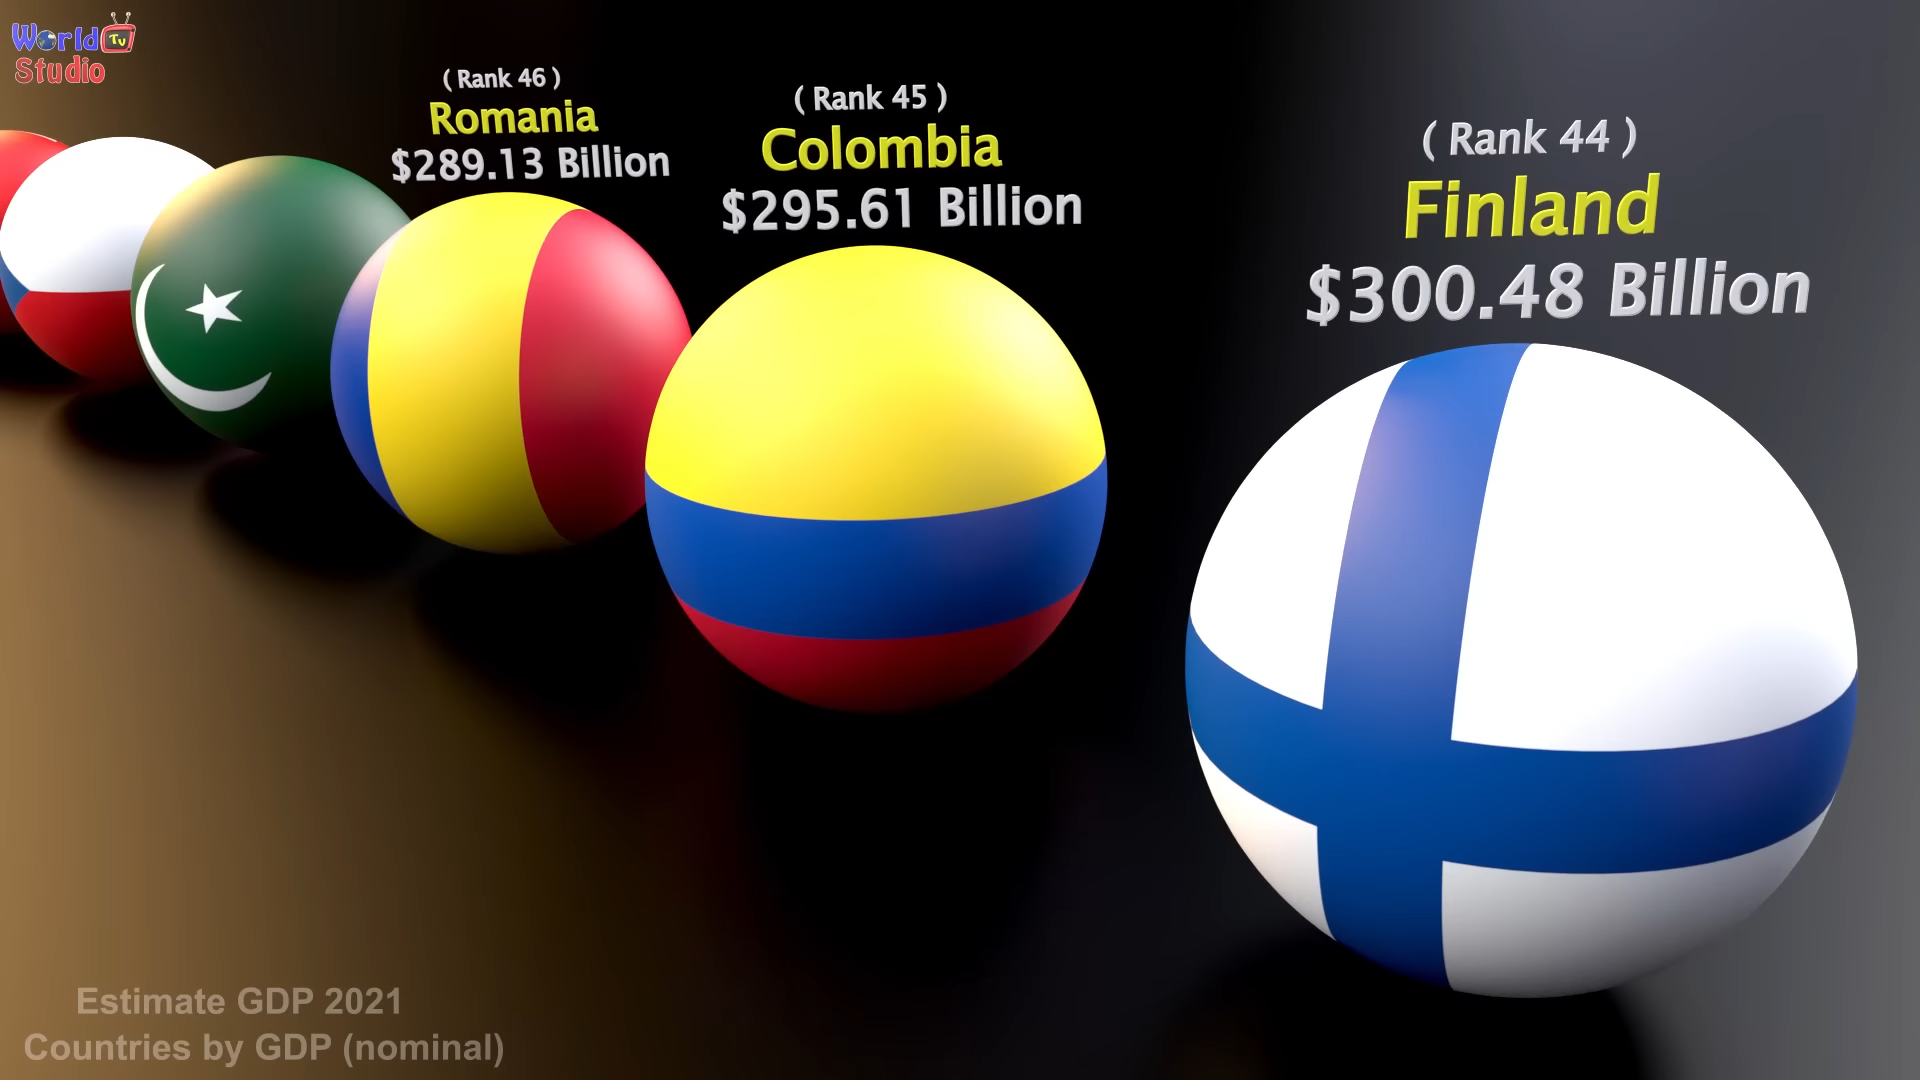 World Tv
Studio
( Rank 46 )
Romania
$289.13 Billion
( Rank 45 )
Colombia
$295.61 Billion
( Rank 44 )
Finland
$300.48 Billion
Estimate GDP 2021
Countries by GDP (nominal)